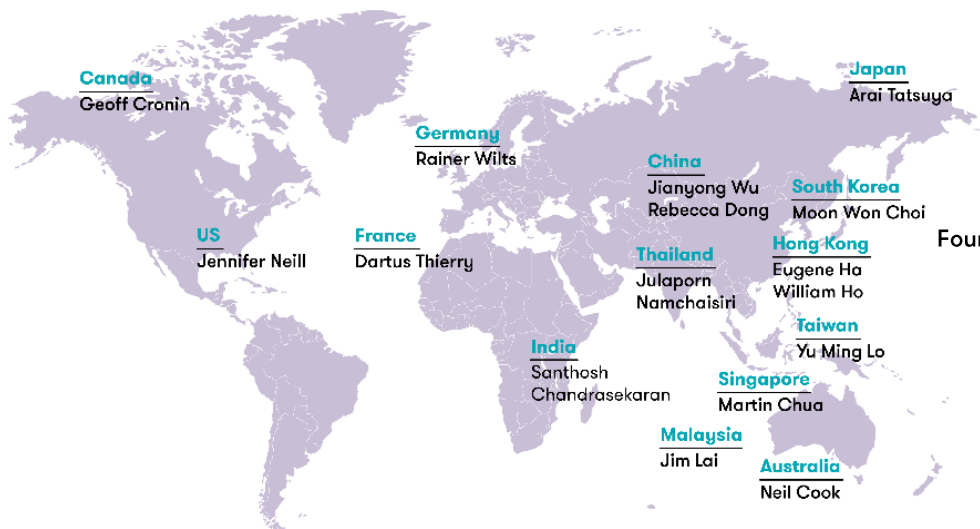 Canada
Geoff Cronin
Japan
Arai Tatsuya
Germany
Rainer Wilts
China
Jianyong Wu
Rebecca Dong
South Korea
Moon Won Choi
US
Jennifer Neill
France
Dartus Thierry
Thailand
Julaporn
Namchaisiri
Hong Kong
Eugene Ha
William Ho
Four
Taiwan
Yu Ming Lo
India
Santhosh
Chandrasekaran
Singapore
Martin Chua
Malaysia
Jim Lai
Australia
Neil Cook